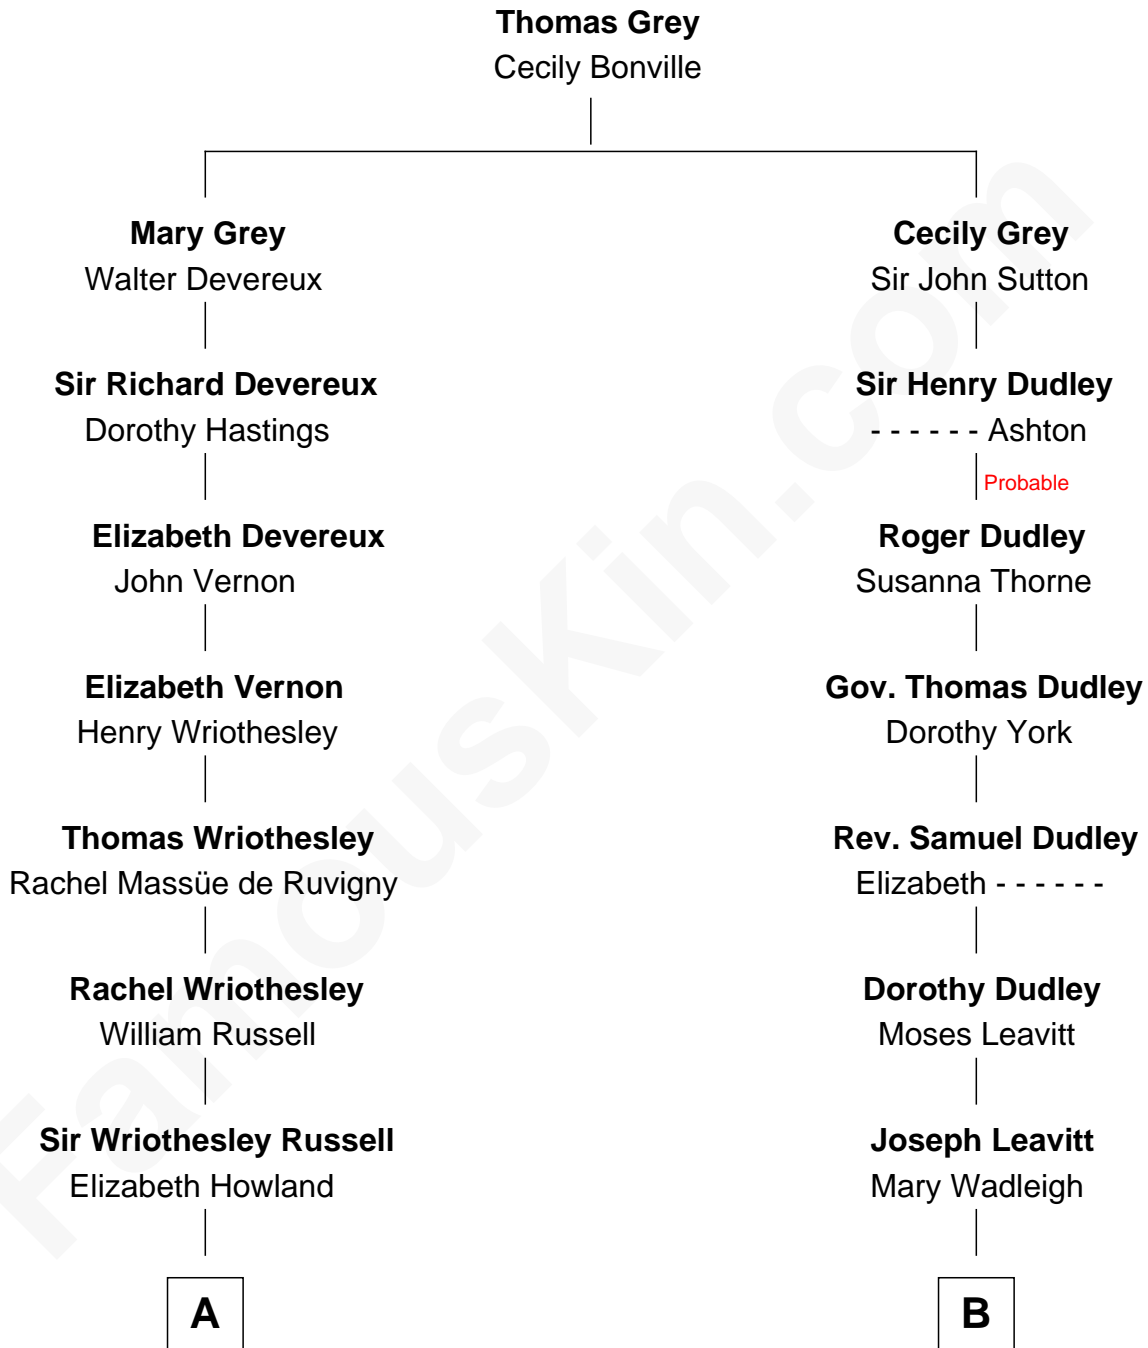 Thomas Grey
Cecily Bonville
Mary Grey
Walter Devereux
Cecily Grey
Sir John Sutton
Sir Richard Devereux
Dorothy Hastings
Sir Henry Dudley
- - - - - - Ashton
Probable
Elizabeth Devereux
John Vernon
Roger Dudley
Susanna Thorne
Elizabeth Vernon
Henry Wriothesley
Gov. Thomas Dudley
Dorothy York
Thomas Wriothesley
Rachel Massüe de Ruvigny
Rev. Samuel Dudley
Elizabeth - - - - - -
Rachel Wriothesley
William Russell
Dorothy Dudley
Moses Leavitt
Sir Wriothesley Russell
Elizabeth Howland
Joseph Leavitt
Mary Wadleigh
A
B
FamousKin.com